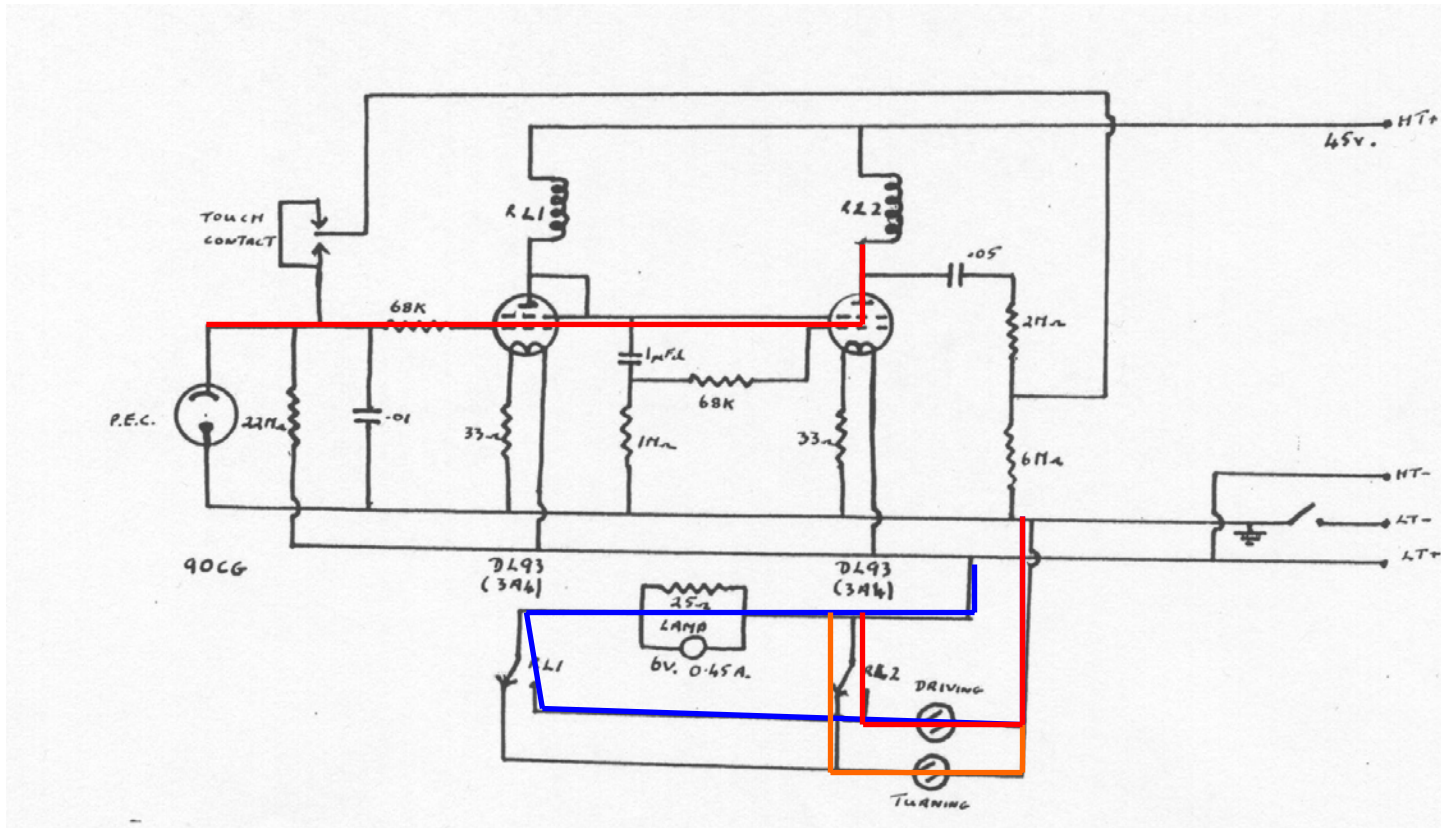 HT+
45v.
RL1
RL2
TOUCH
CONTACT
.05
68K
2MΩ
1µFd
68K
P.E.C.
22MΩ
.01
33Ω
1MΩ
33Ω
6MΩ
HT-
LT-
LT+
90CG
DL93
(3A4)
DL93
(3A4)
25Ω
LAMP
6V. 0.45A.
RL1
RL2
DRIVING
TURNING